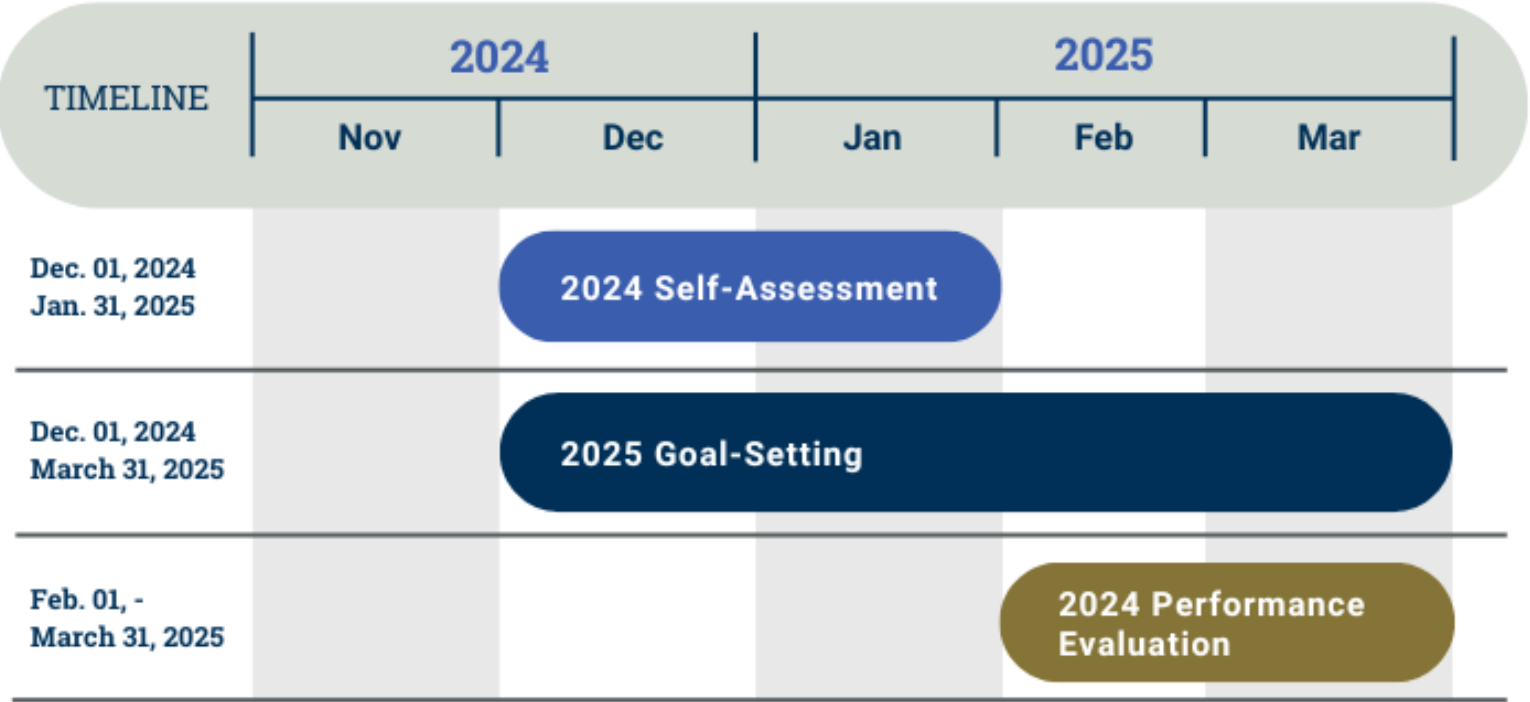 2024
2025
TIMELINE
Nov
Dec
Jan
Feb
Mar
Dec. 01, 2024
Jan. 31, 2025
2024 Self-Assessment
Dec. 01, 2024
March 31, 2025
2025 Goal-Setting
Feb. 01, -
March 31, 2025
2024 Performance
Evaluation